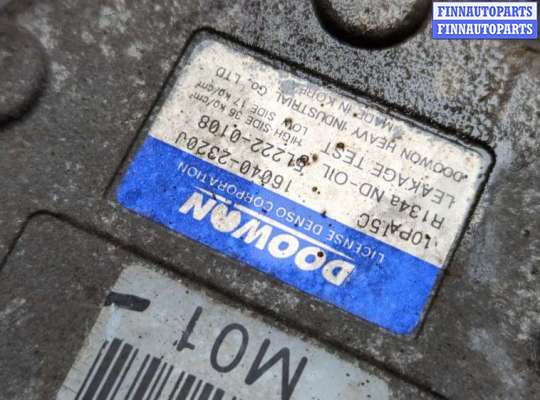 FINNAUTOPARTS
FINNAUTOPARTS
DOOWON
LICENSE DENSO CORPORATION
10PA15C 16040-2320J
R134a ND-OIL
LEAKAGE TEST HIGH SIDE 36 kg/cm²
LOW SIDE 17 kg/cm²
DOOWON HEAVY INDUSTRIAL CO. LTD
MADE IN KOREA
M01